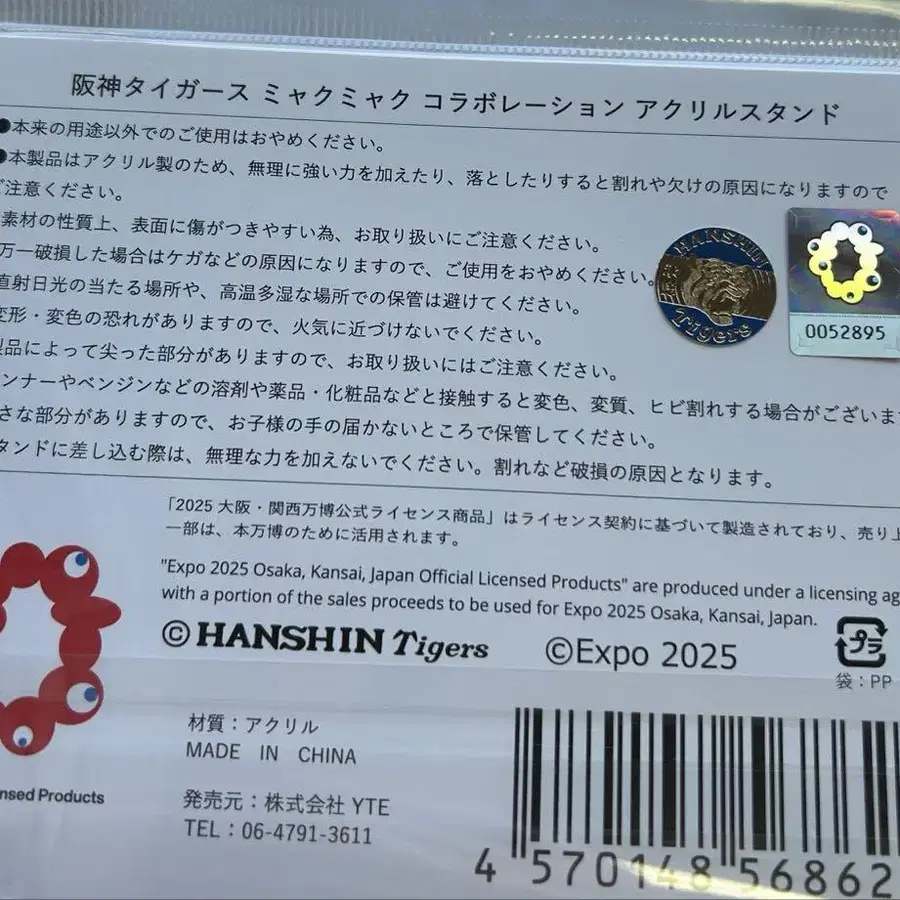 阪神タイガース ミャクミャク コラボレーション アクリルスタンド
●本来の用途以外でのご使用はおやめください。
●本製品はアクリル製のため、無理に強い力を加えたり、落としたりすると割れや欠けの原因になりますので
ご注意ください。
素材の性質上、表面に傷がつきやすい為、お取り扱いにご注意ください。
万一破損した場合はケガなどの原因になりますので、ご使用をおやめください。
直射日光の当たる場所や、高温多湿な場所での保管は避けてください。
変形・変色の恐れがありますので、火気に近づけないでください。
製品によって尖った部分がありますので、お取り扱いにはご注意ください。
ンナーやベンジンなどの溶剤や薬品・化粧品などと接触すると変色、変質、ヒビ割れする場合がございま
さな部分がありますので、お子様の手の届かないところで保管してください。
タンドに差し込む際は、無理な力を加えないでください。割れなど破損の原因となります。
HANSHIN
Tigers
0052895
「2025 大阪・関西万博公式ライセンス商品」はライセンス契約に基づいて製造されており、売り上
一部は、本万博のために活用されます。
"Expo 2025 Osaka, Kansai, Japan Official Licensed Products" are produced under a licensing ag
with a portion of the sales proceeds to be used for Expo 2025 Osaka, Kansai, Japan.
© HANSHIN Tigers ©Expo 2025
プラ
袋：PP
nsed Products
材質：アクリル
MADE IN CHINA
発売元：株式会社 YTE
TEL：06-4791-3611
4 570148 56862